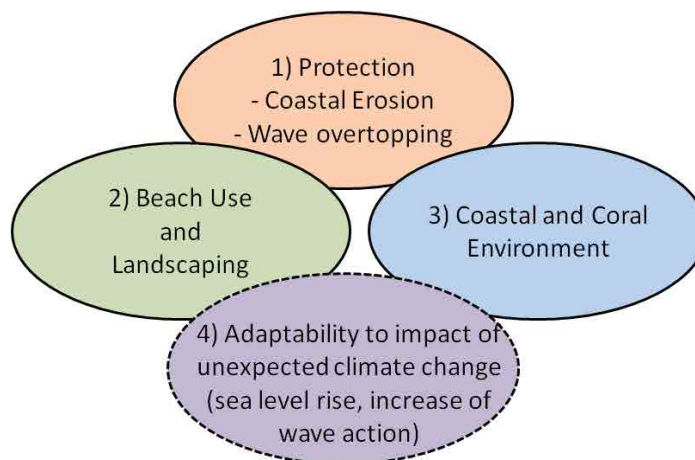 1) Protection
- Coastal Erosion
- Wave overtopping
2) Beach Use
and
Landscaping
3) Coastal and Coral
Environment
4) Adaptability to impact of
unexpected climate change
(sea level rise, increase of
wave action)